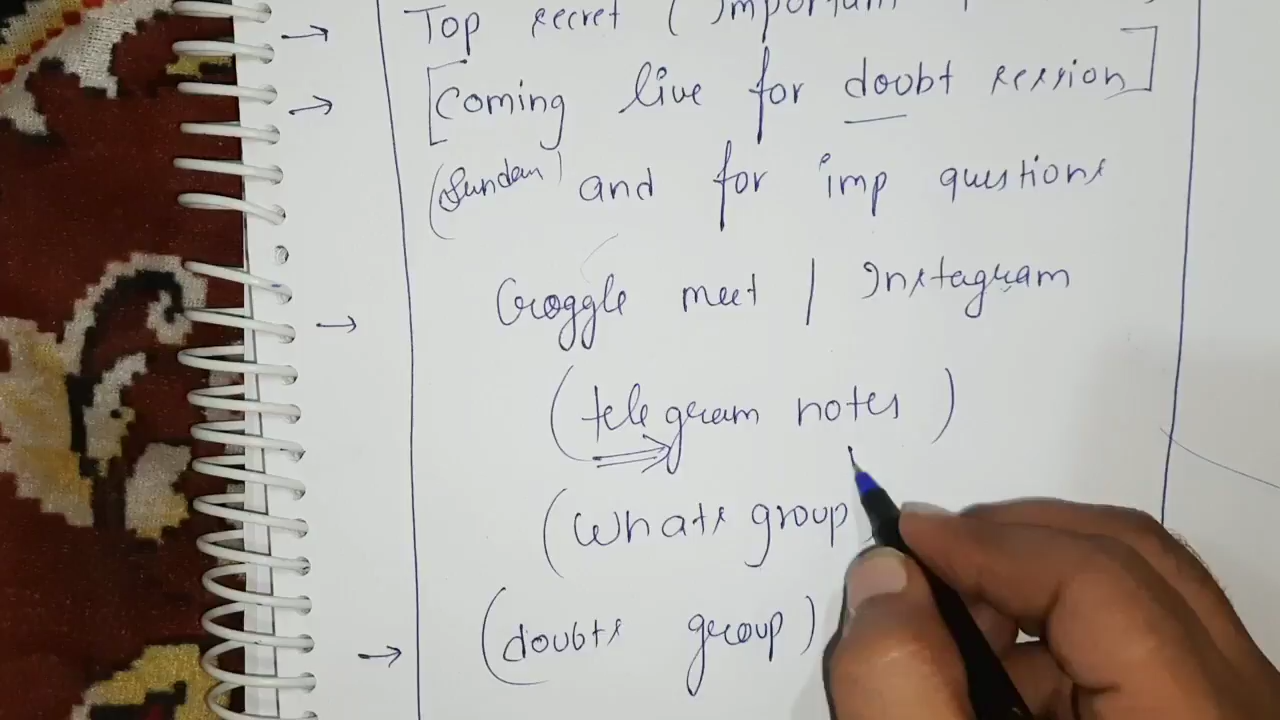 Top secret ( Important
[Coming live for doubt session]
(Sunday) and for imp questions
Google meet | Instagram
(telegram notes)
(Whats group
(doubts group)